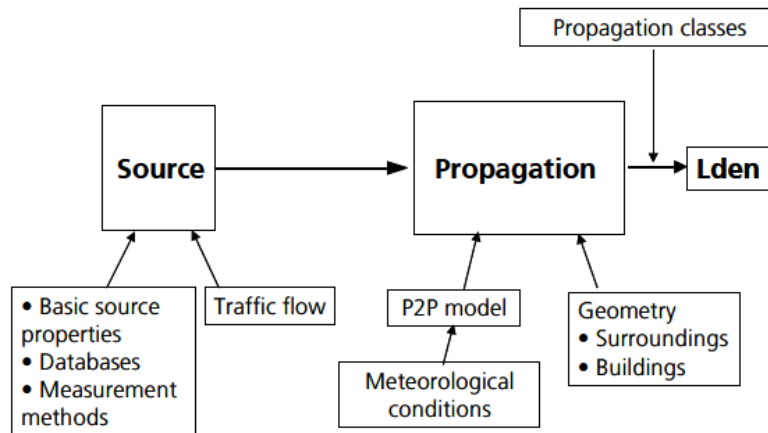 Propagation classes
Source
Propagation
Lden
• Basic source
properties
• Databases
• Measurement
methods
Traffic flow
P2P model
Meteorological
conditions
Geometry
• Surroundings
• Buildings